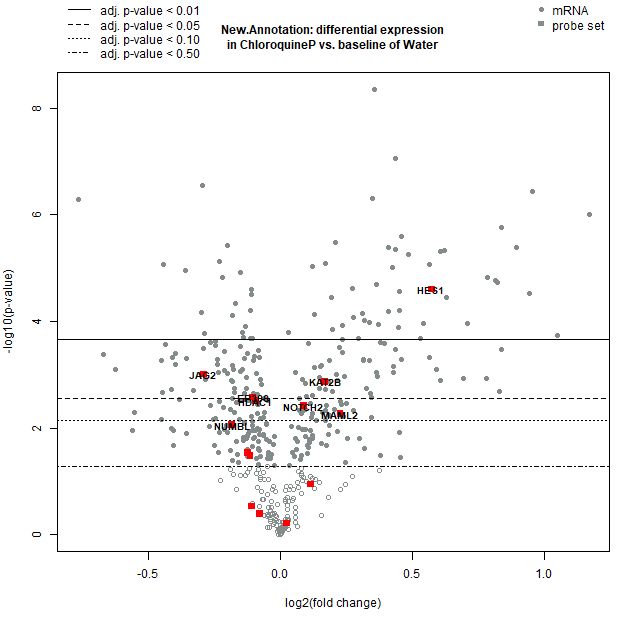 adj. p-value < 0.01
adj. p-value < 0.05
adj. p-value < 0.10
adj. p-value < 0.50
New.Annotation: differential expression
in ChloroquineP vs. baseline of Water
mRNA
probe set
-log10(p-value)
8
6
4
2
0
HES1
JAG2
KAT2B
EP300
HDAC1
NOTCH2
MAML2
NUMBL
-0.5
0.0
0.5
1.0
log2(fold change)